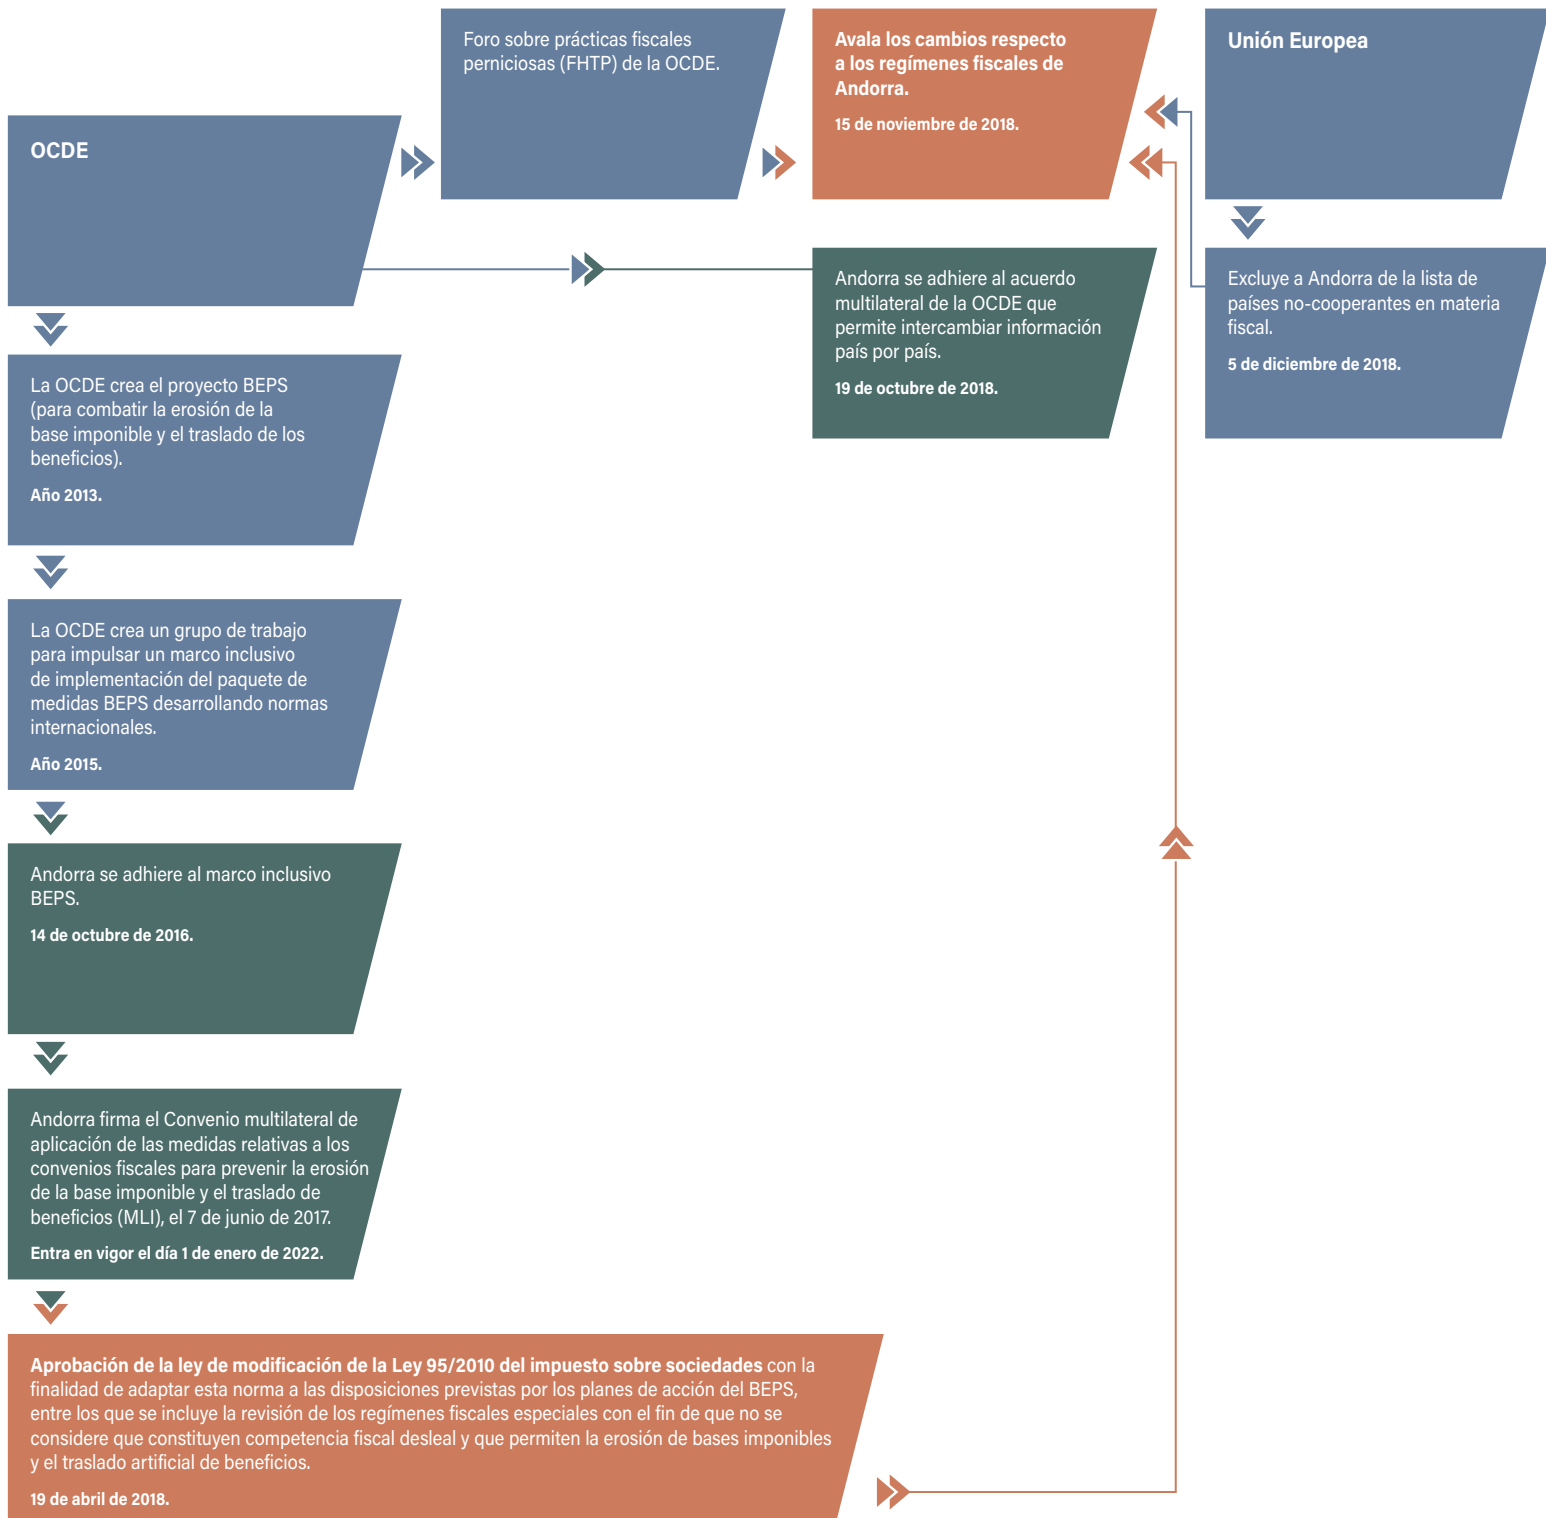 OCDE
Foro sobre prácticas fiscales
perniciosas (FHTP) de la OCDE.
Avala los cambios respecto
a los regímenes fiscales de
Andorra.
15 de noviembre de 2018.
Unión Europea
Andorra se adhiere al acuerdo
multilateral de la OCDE que
permite intercambiar información
país por país.
19 de octubre de 2018.
Excluye a Andorra de la lista de
países no-cooperantes en materia
fiscal.
5 de diciembre de 2018.
La OCDE crea el proyecto BEPS
(para combatir la erosión de la
base imponible y el traslado de los
beneficios).
Año 2013.
La OCDE crea un grupo de trabajo
para impulsar un marco inclusivo
de implementación del paquete de
medidas BEPS desarrollando normas
internacionales.
Año 2015.
Andorra se adhiere al marco inclusivo
BEPS.
14 de octubre de 2016.
Andorra firma el Convenio multilateral de
aplicación de las medidas relativas a los
convenios fiscales para prevenir la erosión
de la base imponible y el traslado de
beneficios (MLI), el 7 de junio de 2017.
Entra en vigor el día 1 de enero de 2022.
Aprobación de la ley de modificación de la Ley 95/2010 del impuesto sobre sociedades con la
finalidad de adaptar esta norma a las disposiciones previstas por los planes de acción del BEPS,
entre los que se incluye la revisión de los regímenes fiscales especiales con el fin de que no se
considere que constituyen competencia fiscal desleal y que permiten la erosión de bases imponibles
y el traslado artificial de beneficios.
19 de abril de 2018.